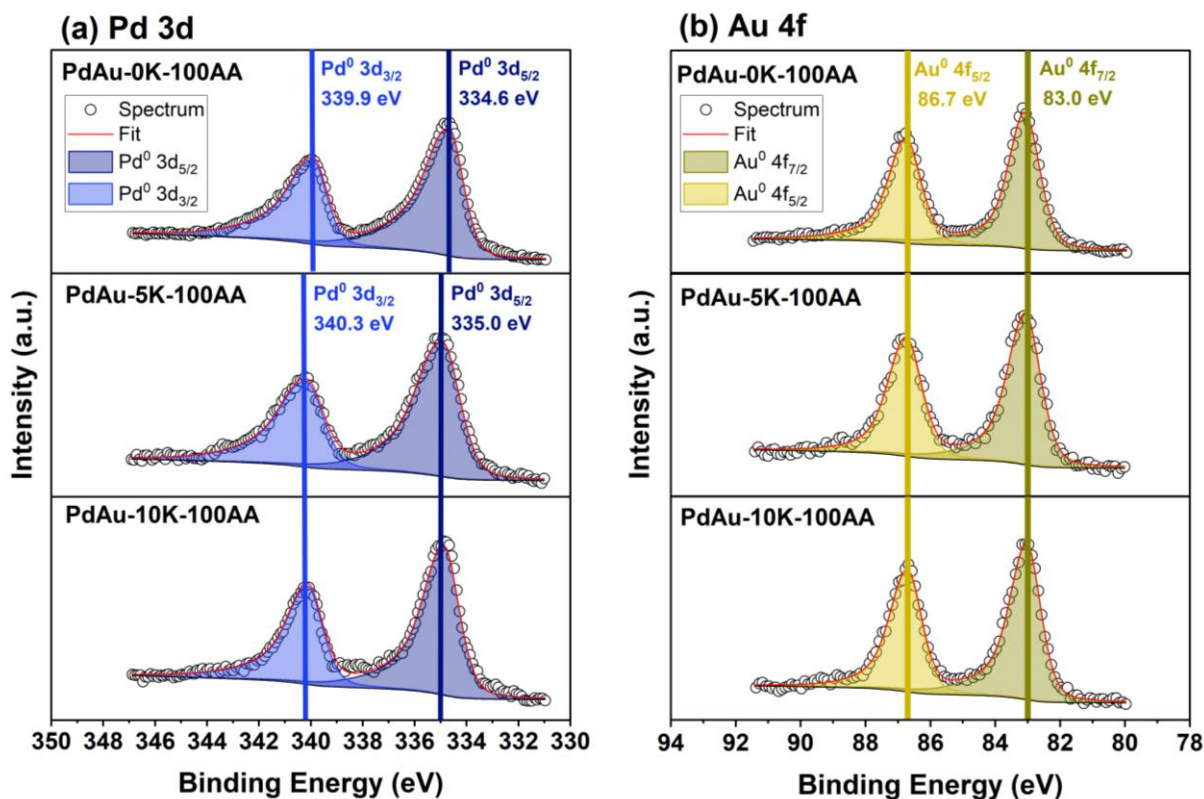 (a) Pd 3d
PdAu-0K-100AA
Spectrum
Fit
Pd⁰ 3d₅/₂
Pd⁰ 3d₃/₂
Pd⁰ 3d₃/₂
339.9 eV
Pd⁰ 3d₅/₂
334.6 eV
PdAu-5K-100AA
Pd⁰ 3d₃/₂
340.3 eV
Pd⁰ 3d₅/₂
335.0 eV
PdAu-10K-100AA
Intensity (a.u.)
350 348 346 344 342 340 338 336 334 332 330
Binding Energy (eV)
(b) Au 4f
PdAu-0K-100AA
Spectrum
Fit
Au⁰ 4f₇/₂
Au⁰ 4f₅/₂
Au⁰ 4f₅/₂
86.7 eV
Au⁰ 4f₇/₂
83.0 eV
PdAu-5K-100AA
PdAu-10K-100AA
Intensity (a.u.)
94 92 90 88 86 84 82 80 78
Binding Energy (eV)